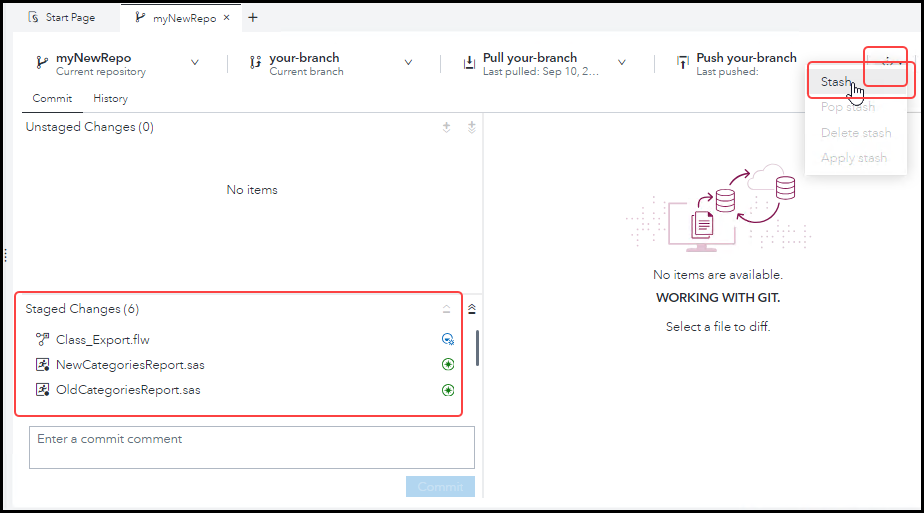 Start Page
myNewRepo
myNewRepo
Current repository
your-branch
Current branch
Pull your-branch
Last pulled: Sep 10, 2...
Push your-branch
Last pushed:
Stash
Pop stash
Delete stash
Apply stash
Commit
History
Unstaged Changes (0)
No items
No items are available.
WORKING WITH GIT.
Select a file to diff.
Staged Changes (6)
Class_Export.flw
NewCategoriesReport.sas
OldCategoriesReport.sas
Enter a commit comment
Commit